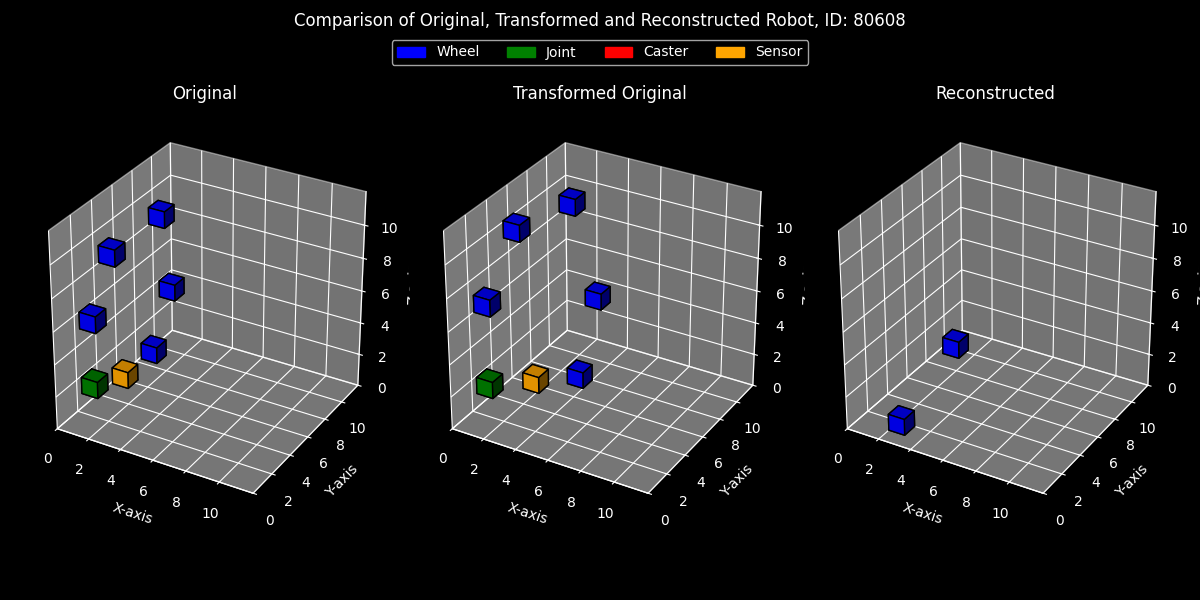 Comparison of Original, Transformed and Reconstructed Robot, ID: 80608
Wheel Joint Caster Sensor
Original
Transformed Original
Reconstructed
0 2 4 6 8 10
X-axis
0 2 4 6 8 10
Y-axis
0 2 4 6 8 10
0 2 4 6 8 10
X-axis
0 2 4 6 8 10
Y-axis
0 2 4 6 8 10
0 2 4 6 8 10
X-axis
0 2 4 6 8 10
Y-axis
0 2 4 6 8 10